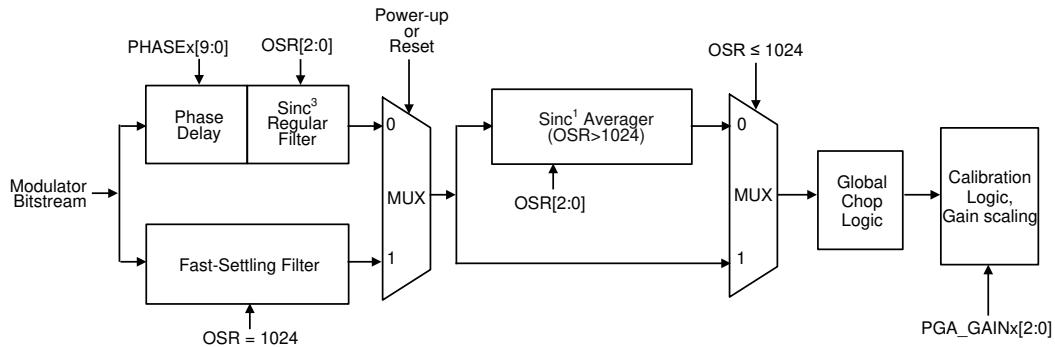 Power-up
or
Reset
PHASEx[9:0]
OSR[2:0]
OSR ≤ 1024
Phase
Delay
Sinc³
Regular
Filter
0
Sinc¹ Averager
(OSR>1024)
0
Modulator
Bitstream
MUX
OSR[2:0]
MUX
Global
Chop
Logic
Calibration
Logic,
Gain scaling
Fast-Settling Filter
1
1
OSR = 1024
PGA_GAINx[2:0]